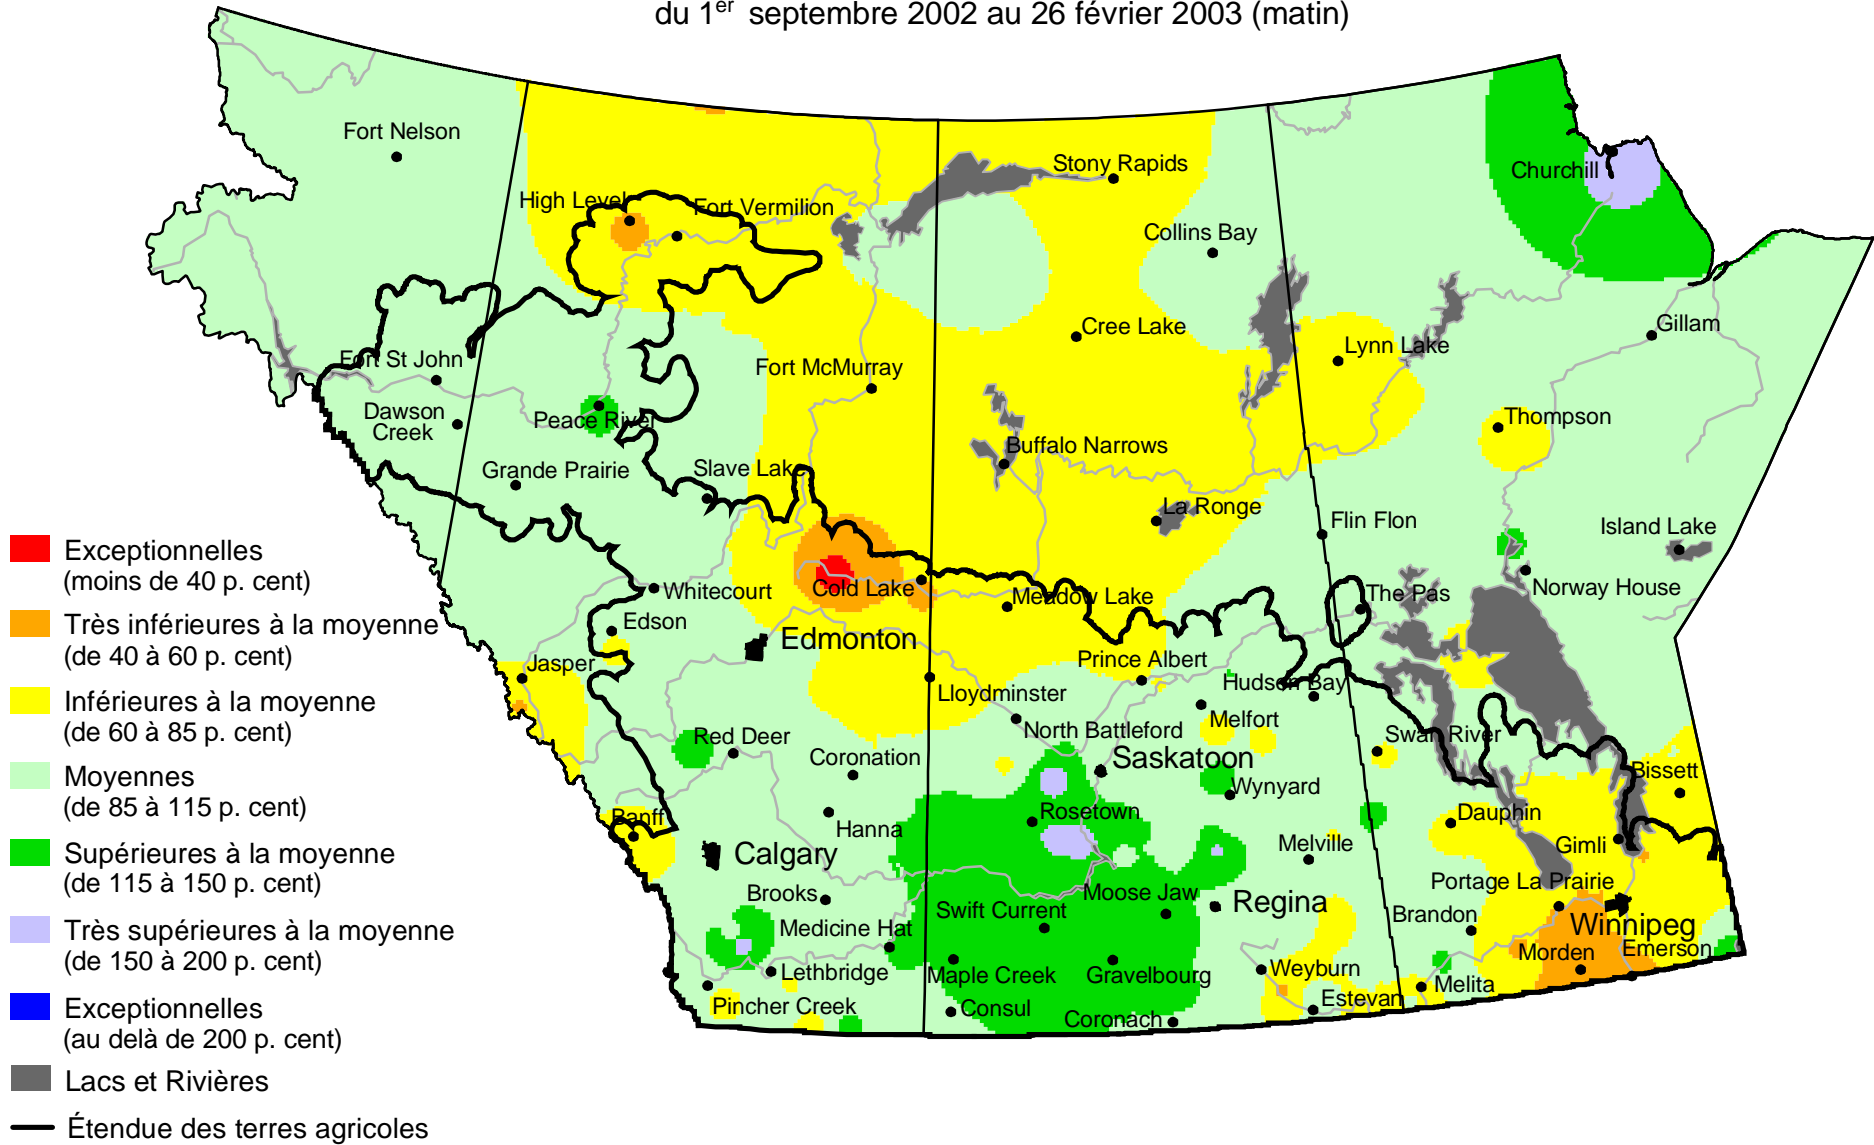 du 1er septembre 2002 au 26 février 2003 (matin)
Fort Nelson
Stony Rapids
Churchill
High Level
Fort Vermilion
Collins Bay
Gillam
Cree Lake
Lynn Lake
Fort St John
Fort McMurray
Dawson
Creek
Peace River
Thompson
Buffalo Narrows
Grande Prairie
Slave Lake
La Ronge
Flin Flon
Island Lake
Exceptionnelles
(moins de 40 p. cent)
Whitecourt
Cold Lake
Meadow Lake
The Pas
Norway House
Très inférieures à la moyenne
(de 40 à 60 p. cent)
Edson
Edmonton
Jasper
Prince Albert
Hudson Bay
Inférieures à la moyenne
(de 60 à 85 p. cent)
Lloydminster
Melfort
North Battleford
Red Deer
Swan River
Coronation
Saskatoon
Bissett
Moyennes
(de 85 à 115 p. cent)
Wynyard
Banff
Hanna
Rosetown
Dauphin
Supérieures à la moyenne
(de 115 à 150 p. cent)
Calgary
Melville
Gimli
Brooks
Moose Jaw
Portage La Prairie
Swift Current
Regina
Brandon
Très supérieures à la moyenne
(de 150 à 200 p. cent)
Medicine Hat
Winnipeg
Morden
Emerson
Lethbridge
Maple Creek
Gravelbourg
Weyburn
Melita
Exceptionnelles
(au delà de 200 p. cent)
Pincher Creek
Consul
Coronach
Estevan
Lacs et Rivières
Étendue des terres agricoles